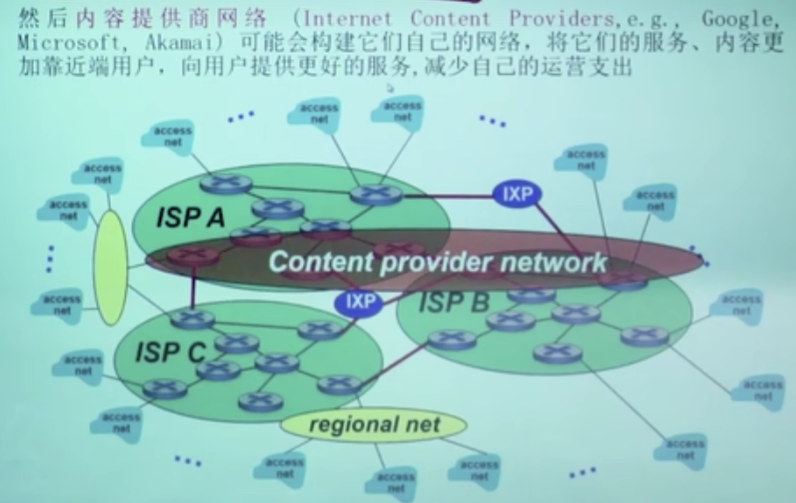 然后内容提供商网络 (Internet Content Providers,e.g., Google,
Microsoft, Akamai) 可能会构建它们自己的网络，将它们的服务、内容更
加靠近端用户，向用户提供更好的服务,减少自己的运营支出
access net
access net
access net
access net
access net
access net
access net
IXP
ISP A
Content provider network
access net
IXP
ISP B
access net
ISP C
access net
access net
access net
regional net
access net
access net
access net
access net